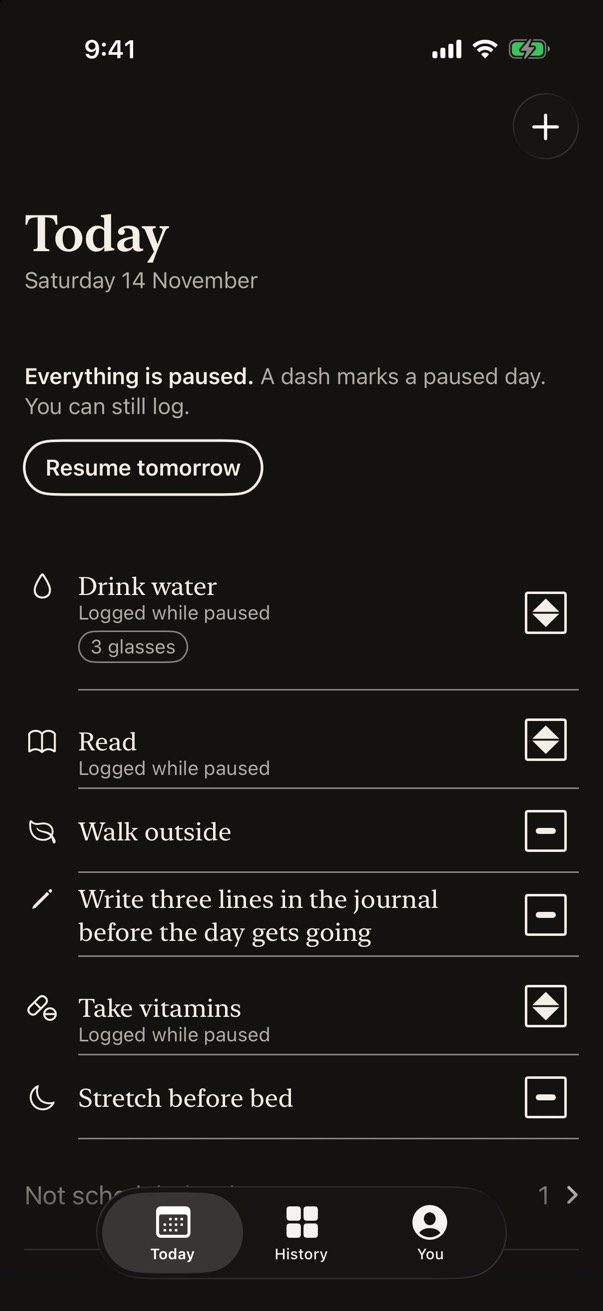 9:41
Today
Saturday 14 November
Everything is paused. A dash marks a paused day.
You can still log.
Resume tomorrow
Drink water
Logged while paused
3 glasses
Read
Logged while paused
Walk outside
Write three lines in the journal
before the day gets going
Take vitamins
Logged while paused
Stretch before bed
Not 1
Today
History
You